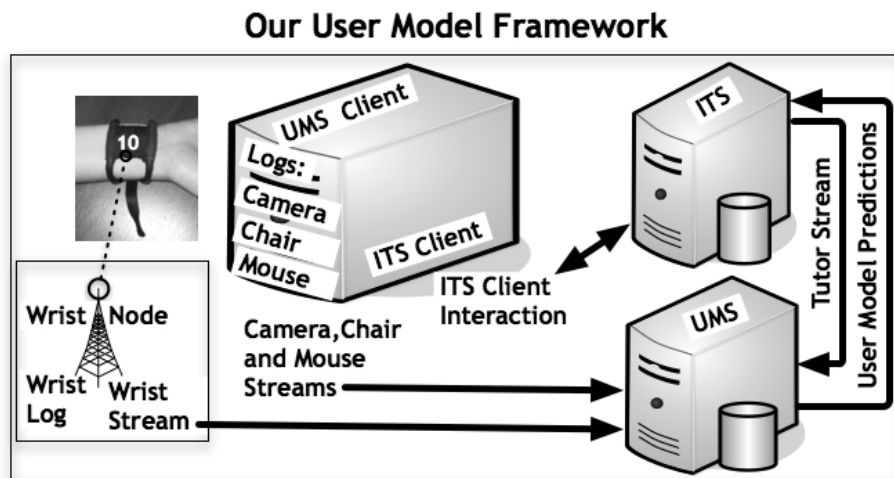 Our User Model Framework
10
UMS Client
Logs:
Camera
Chair
Mouse
ITS Client
ITS
Tutor Stream
User Model Predictions
ITS Client
Interaction
UMS
Wrist Node
Wrist
Log
Wrist
Stream
Camera,Chair
and Mouse
Streams